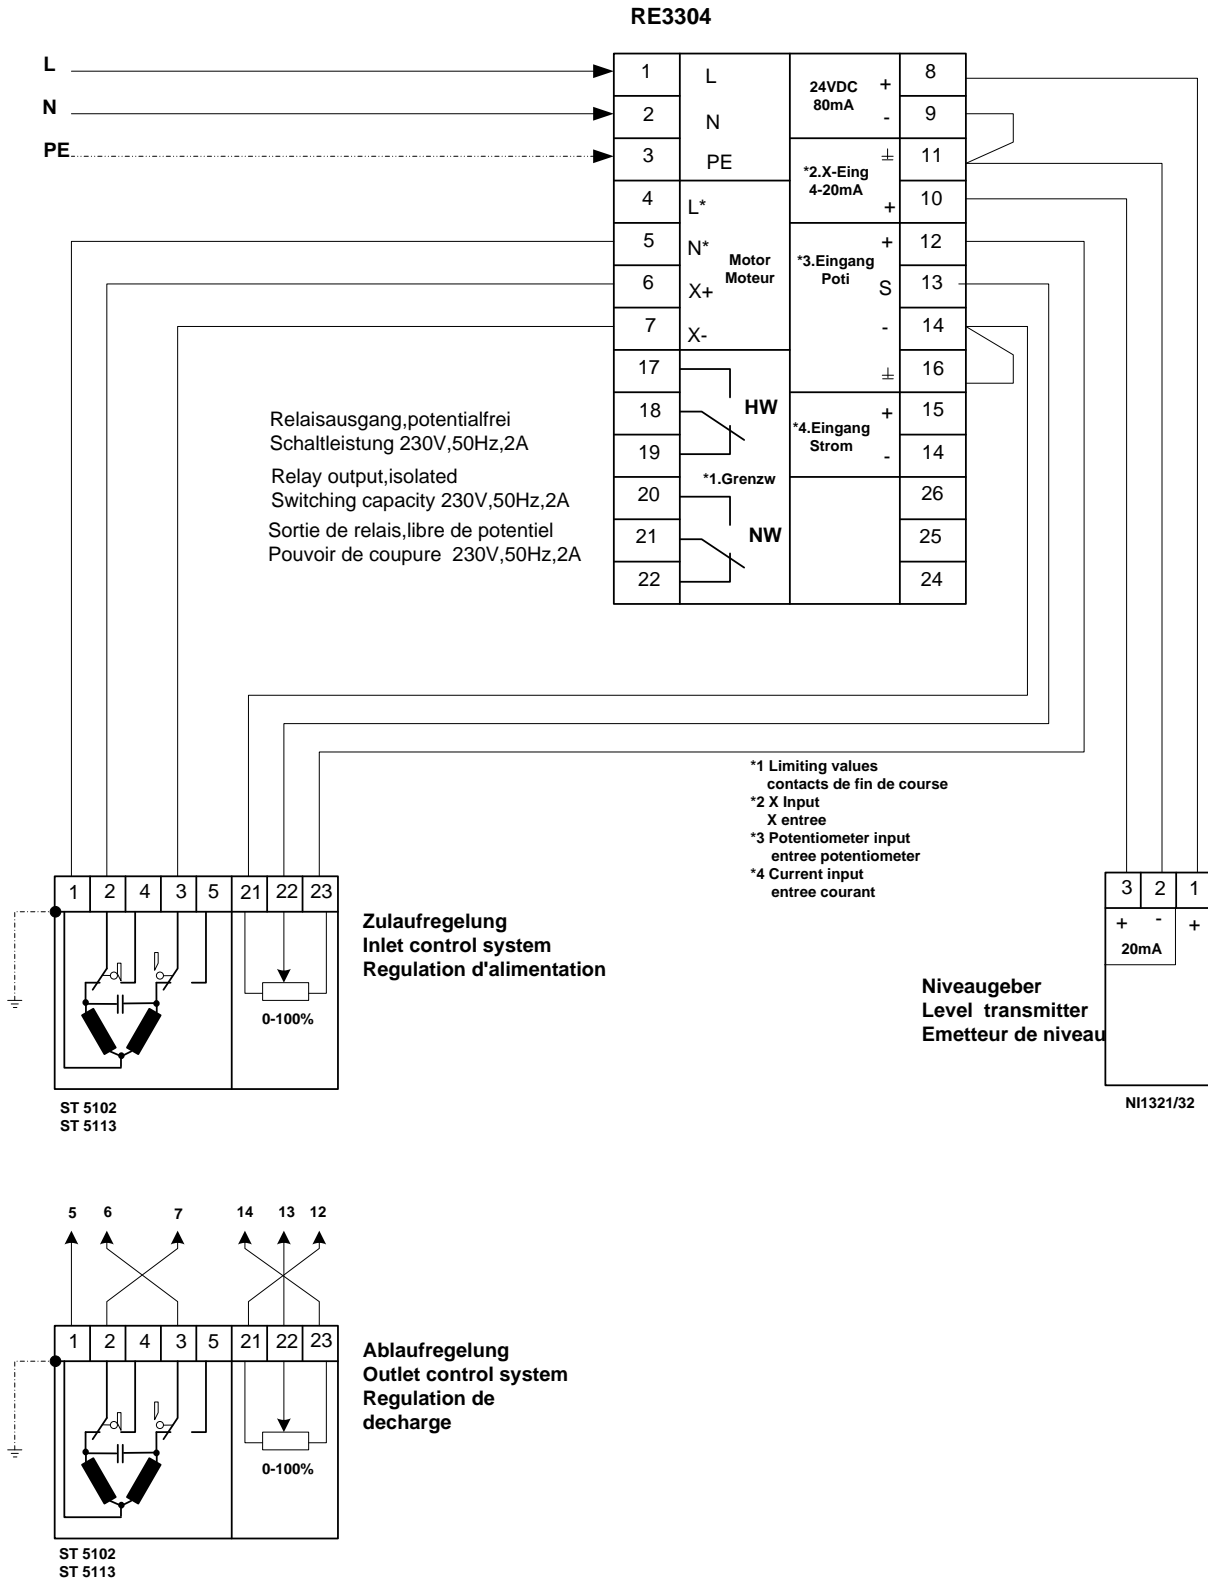 RE3304
L
N
PE
1 L 24VDC + 8
2 N 80mA - 9
3 PE *2.X-Eing 11
4 L* 4-20mA + 10
5 N* Motor *3.Eingang + 12
6 X+ Moteur Poti S 13
7 X- - 14
17 16
18 HW *4.Eingang + 15
19 Strom - 14
*1.Grenzw
20 26
21 NW 25
22 24
Relaisausgang,potentialfrei
Schaltleistung 230V,50Hz,2A
Relay output,isolated
Switching capacity 230V,50Hz,2A
Sortie de relais,libre de potentiel
Pouvoir de coupure 230V,50Hz,2A
*1 Limiting values
contacts de fin de course
*2 X Input
X entree
*3 Potentiometer input
entree potentiometer
*4 Current input
entree courant
1 2 4 3 5 21 22 23
0-100%
Zulaufregelung
Inlet control system
Regulation d'alimentation
ST 5102
ST 5113
3 2 1
+ - +
20mA
Niveaugeber
Level transmitter
Emetteur de niveau
NI1321/32
5 6 7 14 13 12
1 2 4 3 5 21 22 23
0-100%
Ablaufregelung
Outlet control system
Regulation de
decharge
ST 5102
ST 5113